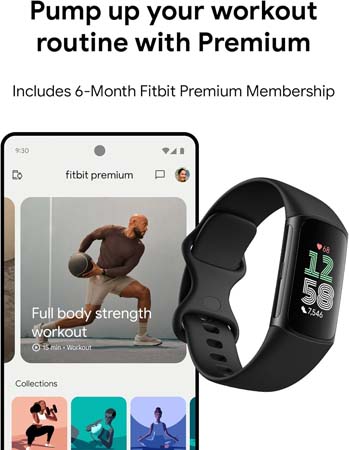 Pump up your workout
routine with Premium
Includes 6-Month Fitbit Premium Membership
9:30
fitbit premium
Full body strength
workout
15 min • Workout
Collections
68
12
58
7,546